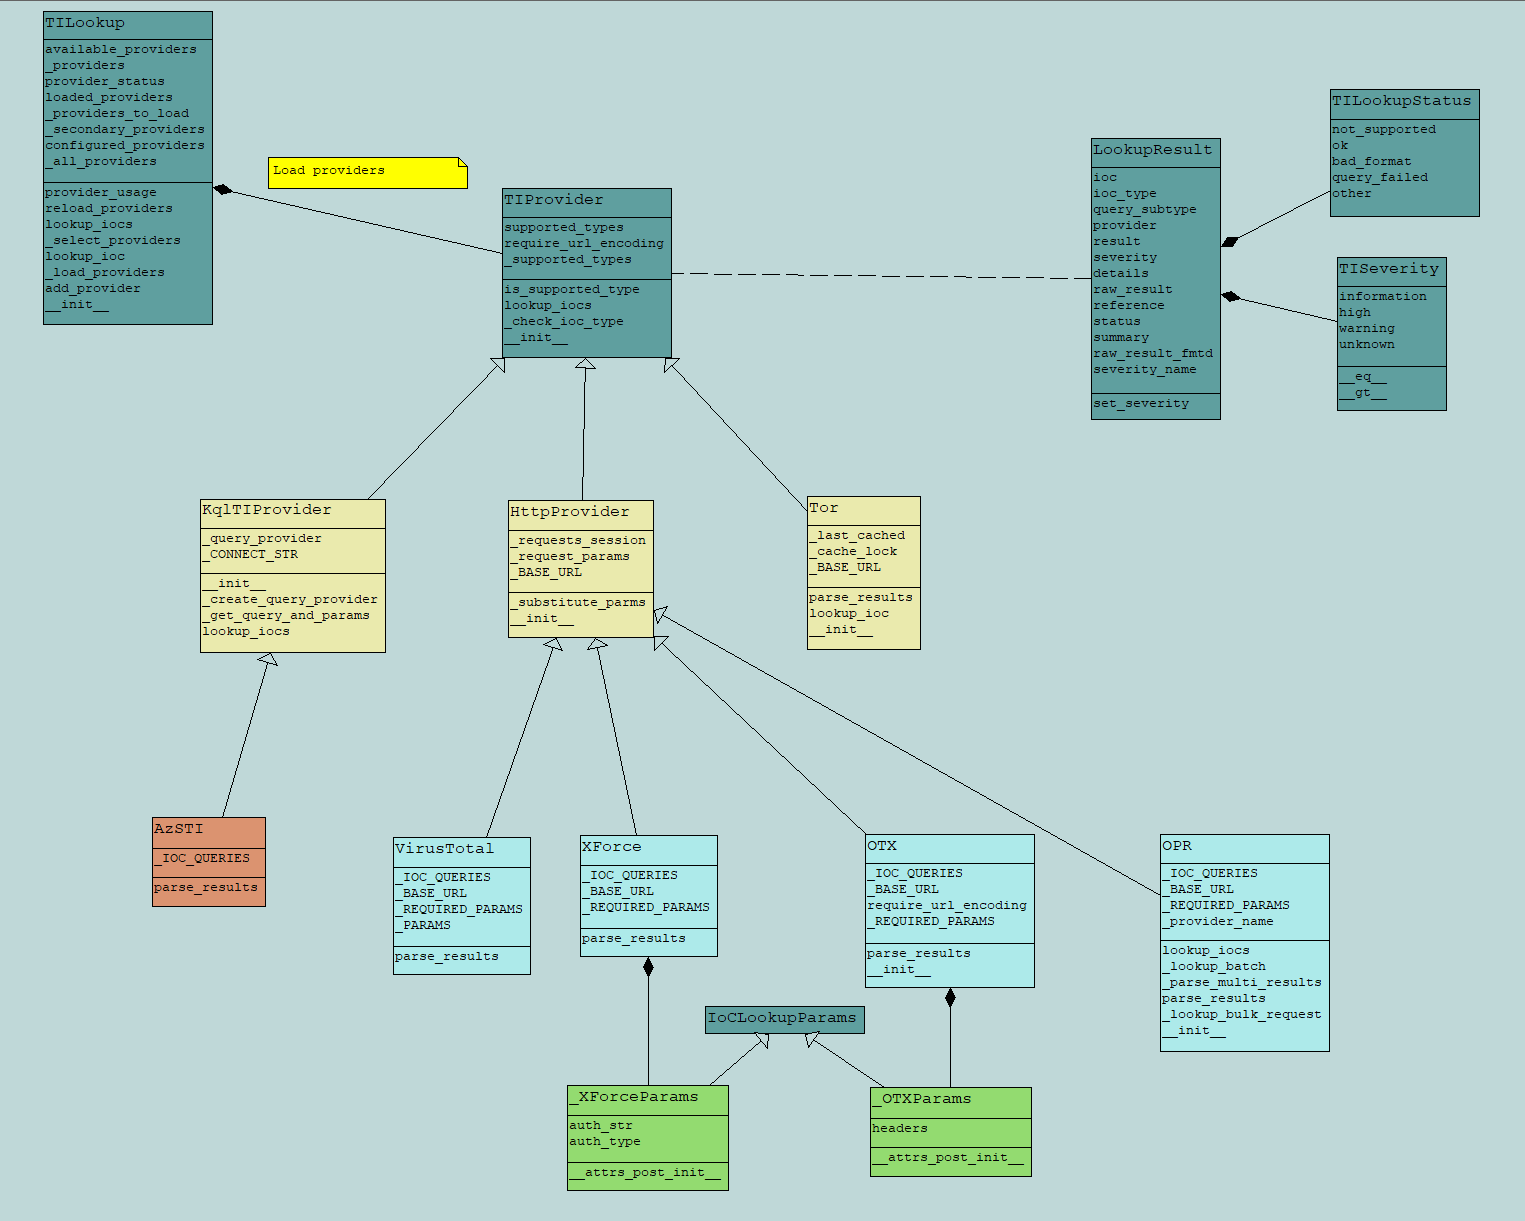 TILookup
available_providers
_providers
provider_status
loaded_providers
_providers_to_load
_secondary_providers
configured_providers
_all_providers
provider_usage
reload_providers
lookup_iocs
_select_providers
lookup_ioc
_load_providers
add_provider
__init__
Load providers
TIProvider
supported_types
require_url_encoding
_supported_types
is_supported_type
lookup_iocs
_check_ioc_type
__init__
LookupResult
ioc
ioc_type
query_subtype
provider
result
severity
details
raw_result
reference
status
summary
raw_result_fmtd
severity_name
set_severity
TILookupStatus
not_supported
ok
bad_format
query_failed
other
TISeverity
information
high
warning
unknown
__eq__
__gt__
KqlTIProvider
_query_provider
_CONNECT_STR
__init__
_create_query_provider
_get_query_and_params
lookup_iocs
HttpProvider
_requests_session
_request_params
_BASE_URL
_substitute_parms
__init__
Tor
_last_cached
_cache_lock
_BASE_URL
parse_results
lookup_ioc
__init__
AzSTI
_IOC_QUERIES
parse_results
VirusTotal
_IOC_QUERIES
_BASE_URL
_REQUIRED_PARAMS
_PARAMS
parse_results
XForce
_IOC_QUERIES
_BASE_URL
_REQUIRED_PARAMS
parse_results
OTX
_IOC_QUERIES
_BASE_URL
require_url_encoding
_REQUIRED_PARAMS
parse_results
__init__
OPR
_IOC_QUERIES
_BASE_URL
_REQUIRED_PARAMS
_provider_name
lookup_iocs
_lookup_batch
_parse_multi_results
parse_results
_lookup_bulk_request
__init__
IoCLookupParams
_XForceParams
auth_str
auth_type
__attrs_post_init__
_OTXParams
headers
__attrs_post_init__